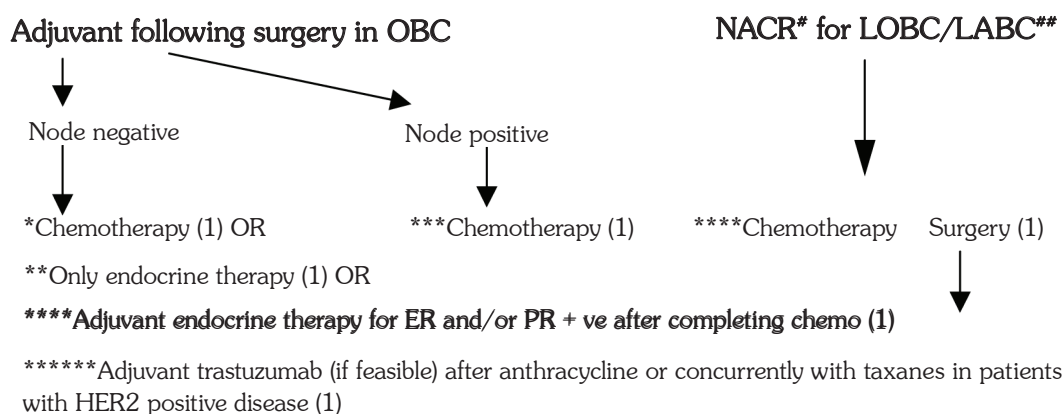 Adjuvant following surgery in OBC
NACR# for LOBC/LABC##
Node negative
Node positive
*Chemotherapy (1) OR
***Chemotherapy (1)
****Chemotherapy
Surgery (1)
**Only endocrine therapy (1) OR
****Adjuvant endocrine therapy for ER and/or PR + ve after completing chemo (1)
******Adjuvant trastuzumab (if feasible) after anthracycline or concurrently with taxanes in patients
with HER2 positive disease (1)